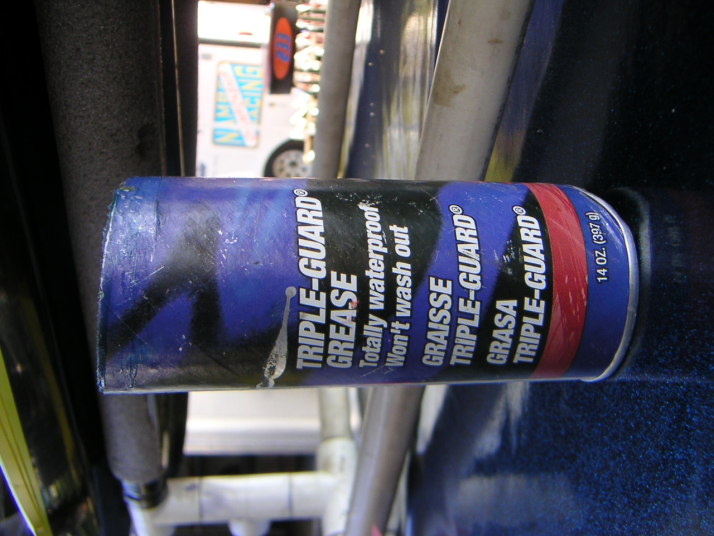 TRIPLE-GUARD®
GREASE
Totally waterproof
Won't wash out
GRAISSE
TRIPLE-GUARD®
GRASA
TRIPLE-GUARD®
14 OZ. (397 g)